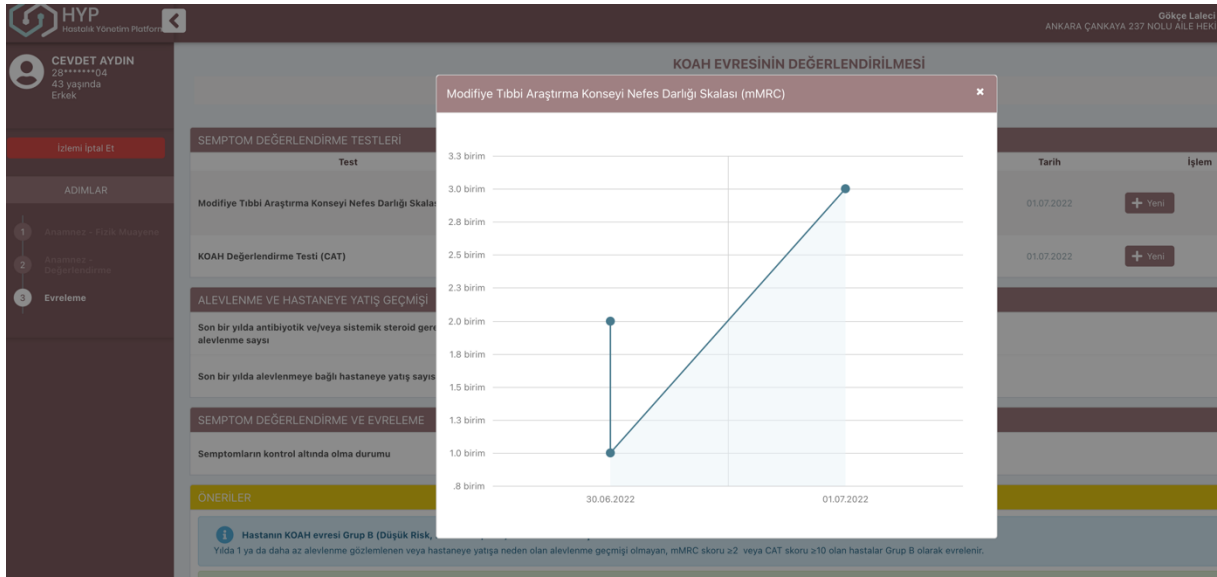 HYP
Hastalık Yönetim Platform
Gökçe Laleci
ANKARA ÇANKAYA 237 NOLU AİLE HEKİ
CEVDET AYDIN
28*******04
43 yaşında
Erkek
İzlemi İptal Et
ADIMLAR
1 Anamnez - Fizik Muayene
2 Anamnez -
Değerlendirme
3 Evreleme
KOAH EVRESİNİN DEĞERLENDİRİLMESİ
SEMPTOM DEĞERLENDİRME TESTLERİ
Test Tarih İşlem
Modifiye Tıbbi Araştırma Konseyi Nefes Darlığı Skalas 01.07.2022 + Yeni
KOAH Değerlendirme Testi (CAT) 01.07.2022 + Yeni
ALEVLENME VE HASTANEYE YATIŞ GEÇMİŞİ
Son bir yılda antibiyotik ve/veya sistemik steroid gere
alevlenme saysı
Son bir yılda alevlenmeye bağlı hastaneye yatış sayıs
SEMPTOM DEĞERLENDİRME VE EVRELEME
Semptomların kontrol altında olma durumu
ÖNERİLER
Hastanın KOAH evresi Grup B (Düşük Risk,
Yılda 1 ya da daha az alevlenme gözlemlenen veya hastaneye yatışa neden olan alevlenme geçmişi olmayan, mMRC skoru ≥2 veya CAT skoru ≥10 olan hastalar Grup B olarak evrelenir.
Modifiye Tıbbi Araştırma Konseyi Nefes Darlığı Skalası (mMRC)
3.3 birim
3.0 birim
2.8 birim
2.5 birim
2.3 birim
2.0 birim
1.8 birim
1.5 birim
1.3 birim
1.0 birim
.8 birim
30.06.2022 01.07.2022